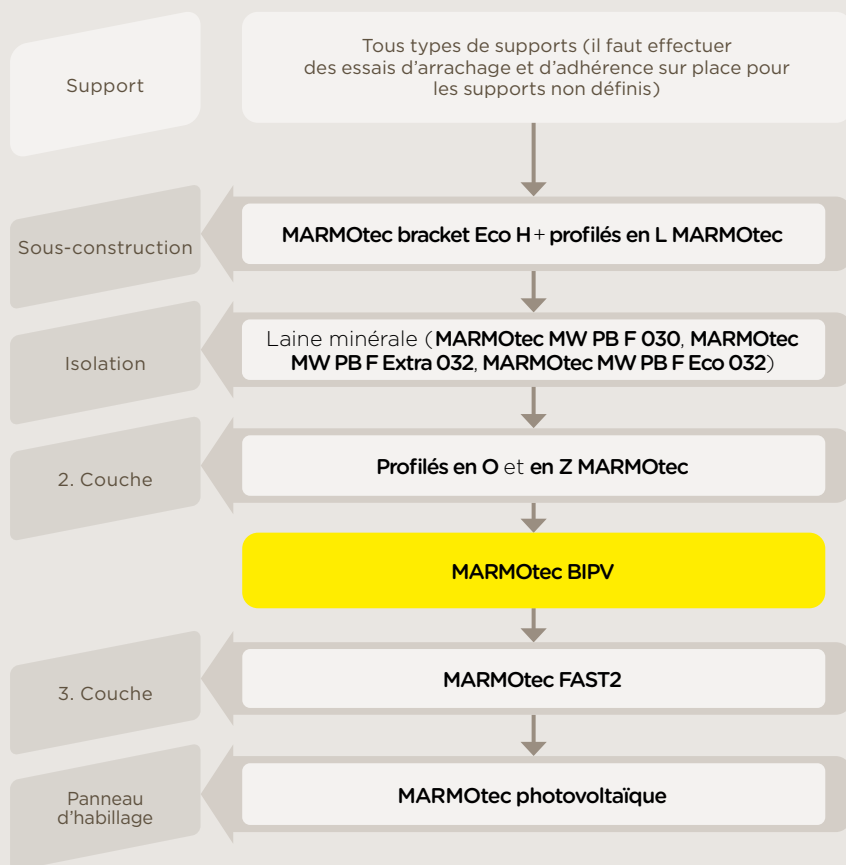 Support
Tous types de supports (il faut effectuer
des essais d'arrachage et d'adhérence sur place pour
les supports non définis)
Sous-construction
MARMOtec bracket Eco H + profilés en L MARMOtec
Isolation
Laine minérale (MARMOtec MW PB F 030, MARMOtec
MW PB F Extra 032, MARMOtec MW PB F Eco 032)
2. Couche
Profilés en O et en Z MARMOtec
MARMOtec BIPV
3. Couche
MARMOtec FAST2
Panneau
d'habillage
MARMOtec photovoltaïque